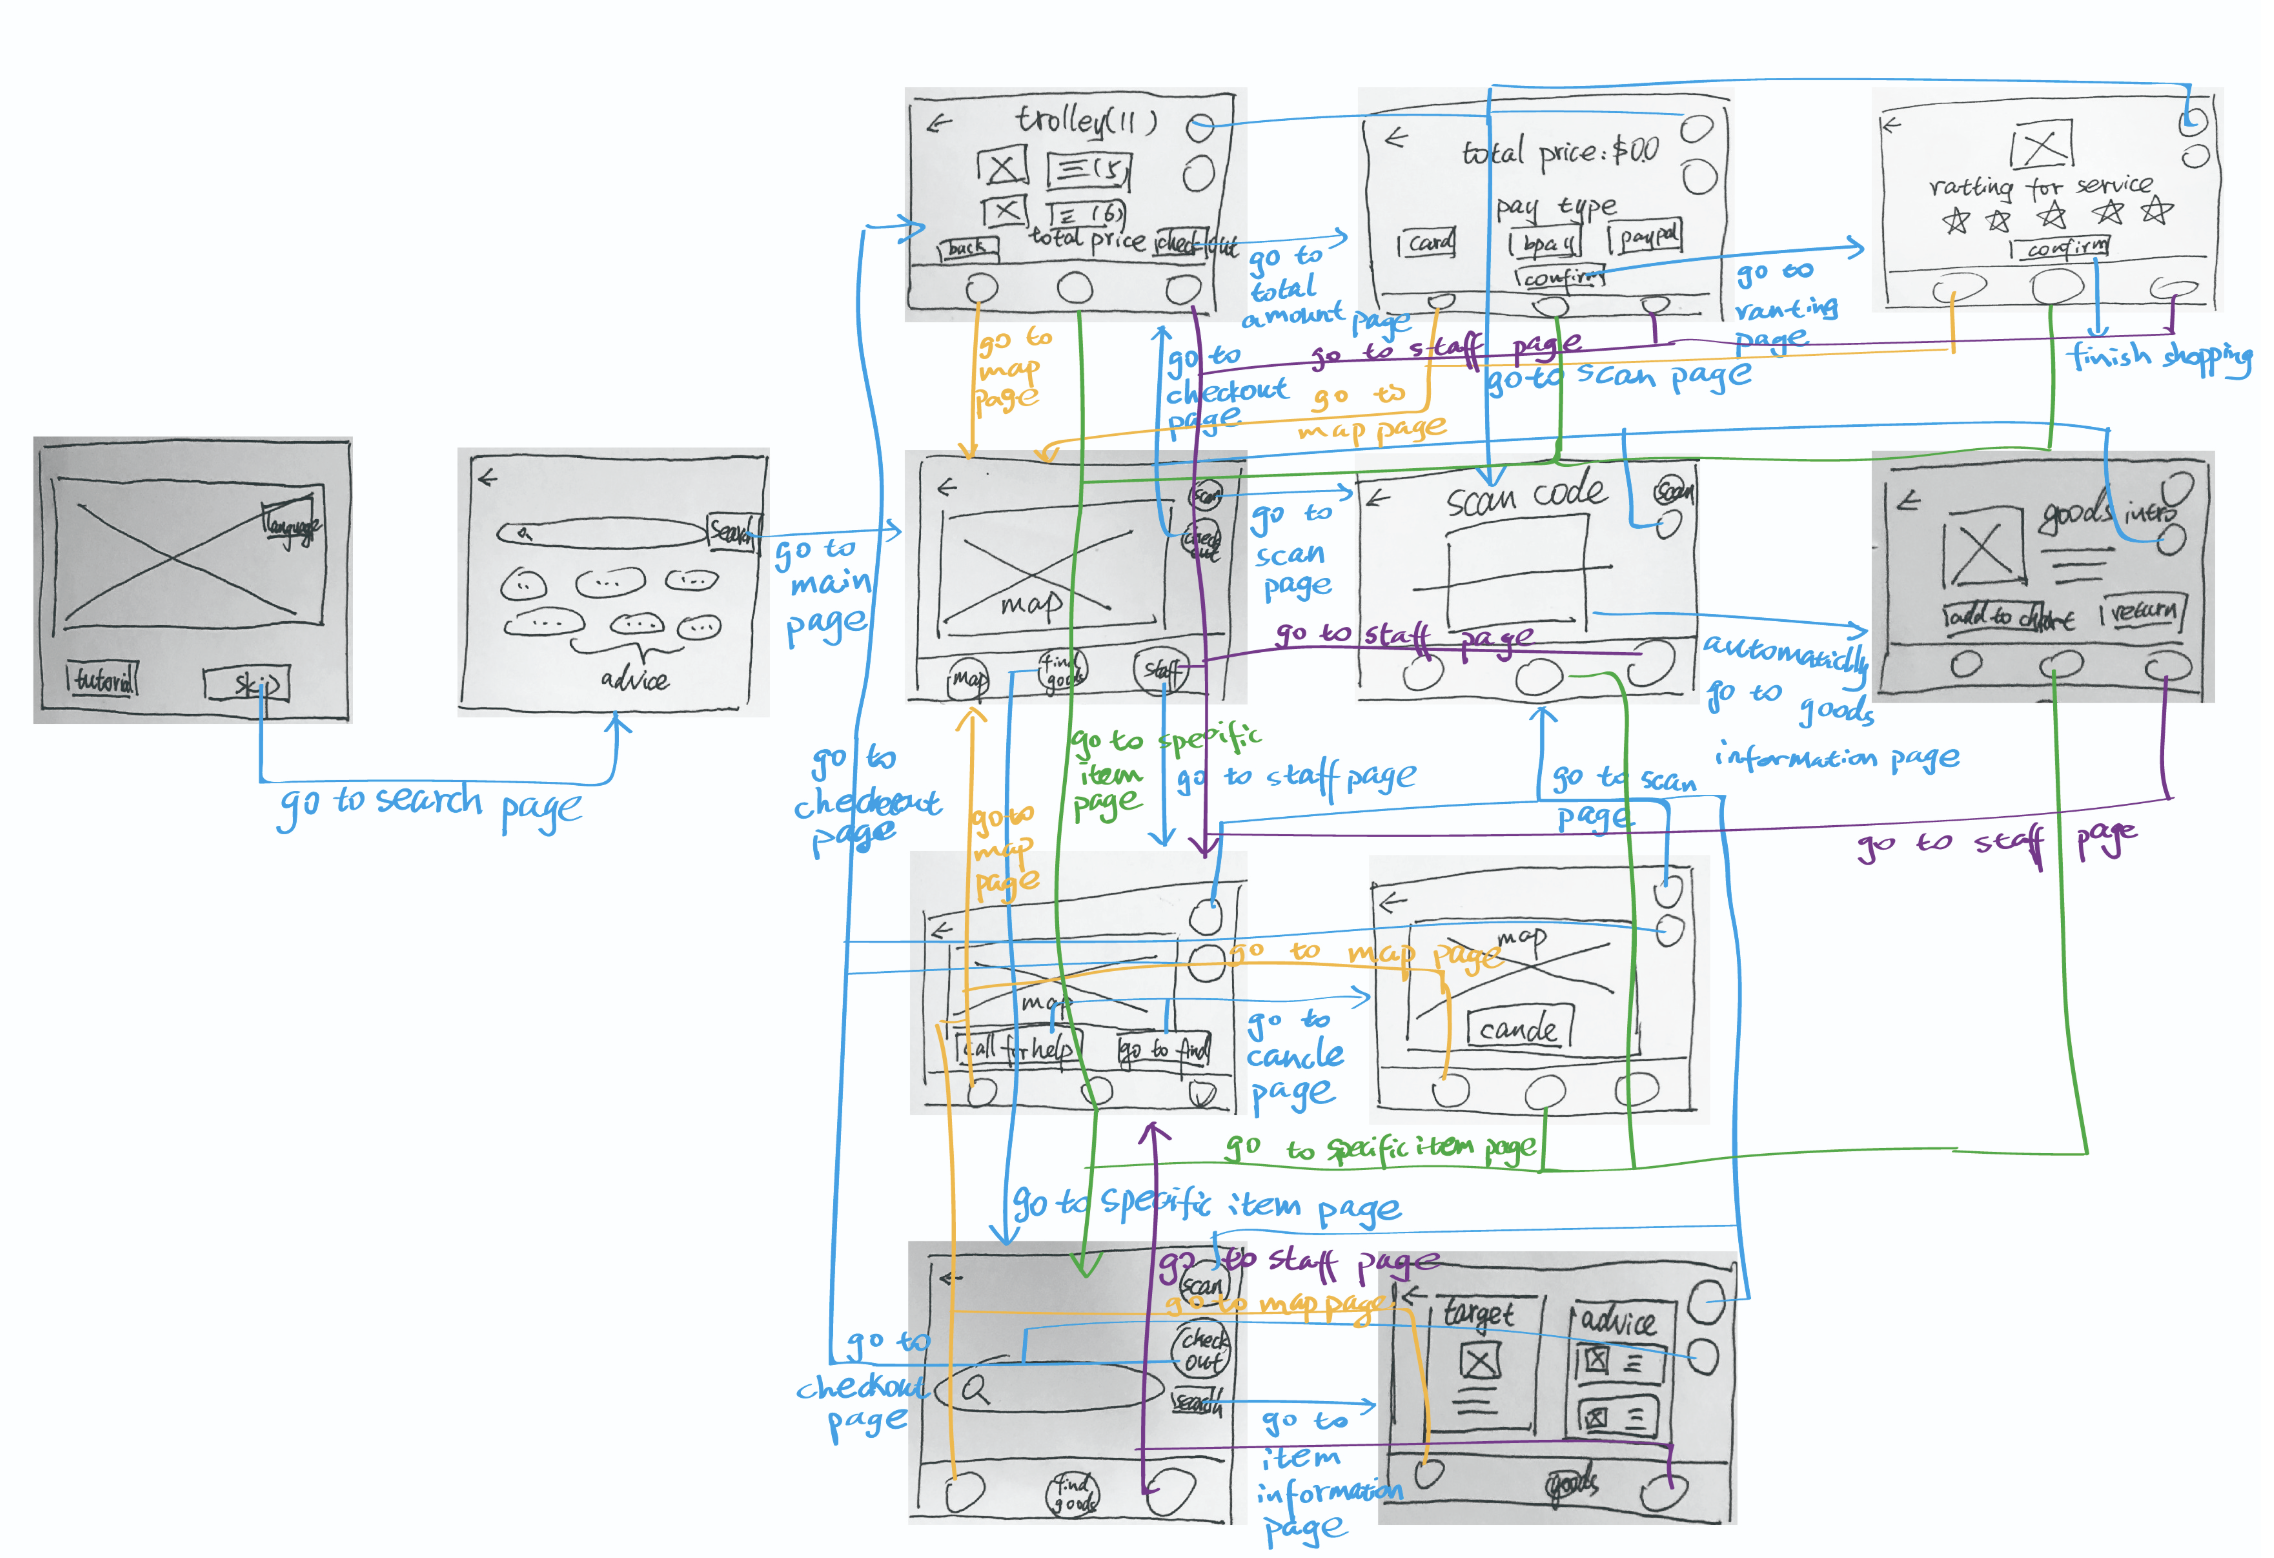 trolley(11)
(5)
(6)
total price
back
check out
go to
total
amount page
total price: $00
pay type
card
bpay
paypal
confirm
go to
ranting
page
ratting for service
confirm
finish shopping
go to
map
page
go to
checkout
page
go to staff page
go to scan page
go to
map page
language
tutorial
skip
go to search page
search
advice
go to
main
page
scan
check
out
map
map
find
goods
staff
go to
scan
page
scan code
scan
go to staff page
automaticlly
go to goods
information page
goods intro
add to chart
return
go to
checkout
page
go to specific
item
page
go to staff page
go to scan
page
go to staff page
go to
map
page
map
call for help
go to find
go to map page
go to
cancle
page
map
cancle
go to specific item page
go to specific item page
go to staff page
go to map page
scan
check
out
search
find
goods
go to
checkout
page
go to
item
information
page
target
advice
goods